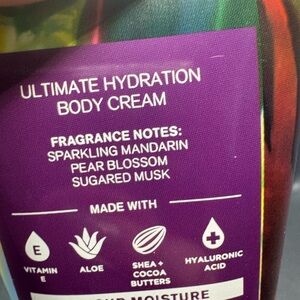 ULTIMATE HYDRATION
BODY CREAM
FRAGRANCE NOTES:
SPARKLING MANDARIN
PEAR BLOSSOM
SUGARED MUSK
MADE WITH
E
VITAMIN
E
ALOE
SHEA +
COCOA
BUTTERS
HYALURONIC
ACID
MOISTURE